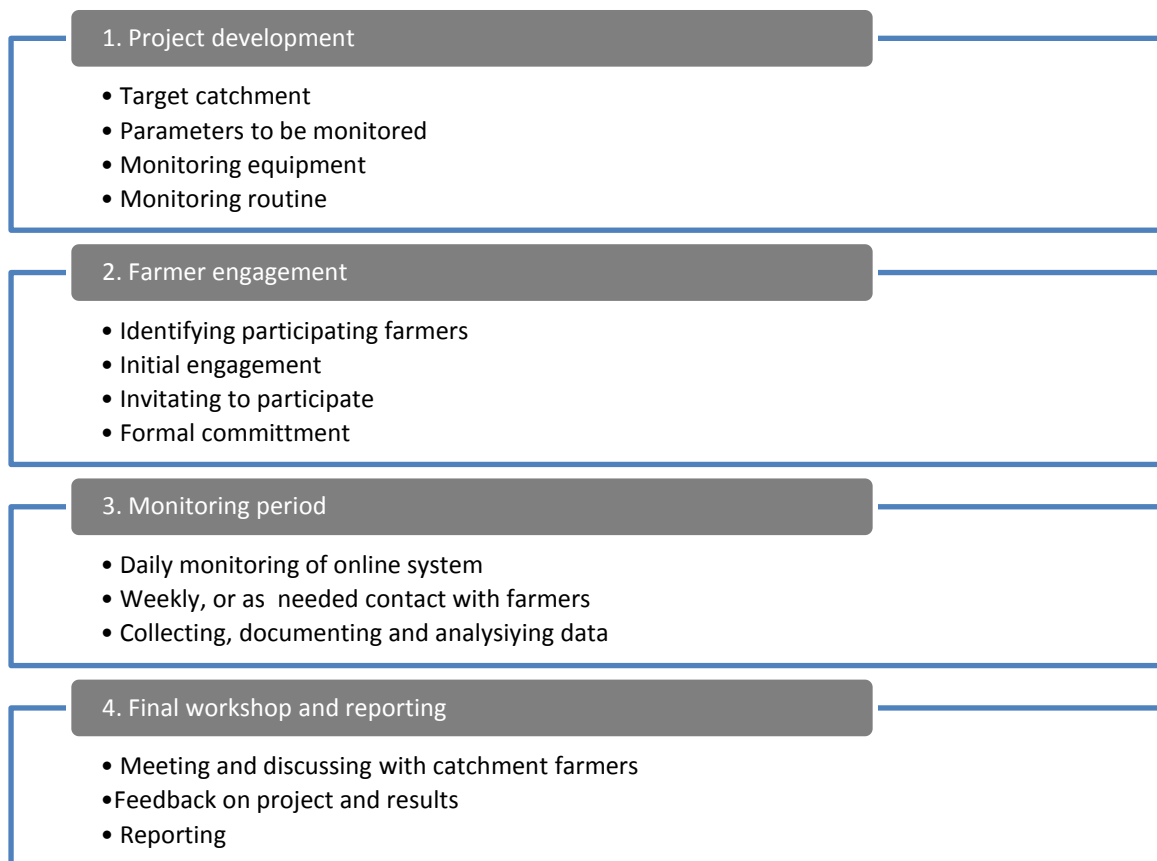 1. Project development
• Target catchment
• Parameters to be monitored
• Monitoring equipment
• Monitoring routine
2. Farmer engagement
• Identifying participating farmers
• Initial engagement
• Invitating to participate
• Formal committment
3. Monitoring period
• Daily monitoring of online system
• Weekly, or as  needed contact with farmers
• Collecting, documenting and analysiying data
4. Final workshop and reporting
• Meeting and discussing with catchment farmers
•Feedback on project and results
• Reporting